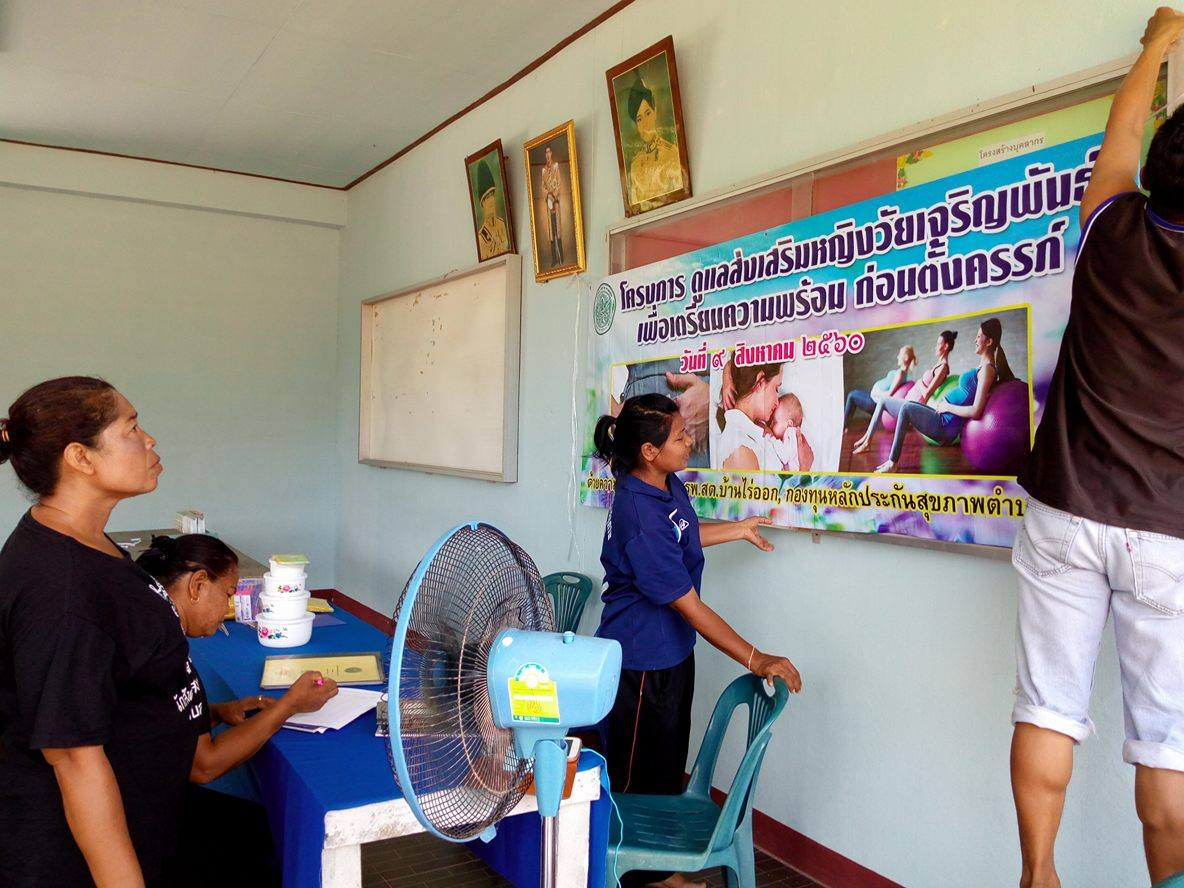 โครงสร้างบุคลากร
โครงการ ดูแลส่งเสริมหญิงวัยเจริญพันธุ์
เพื่อเตรียมความพร้อม ก่อนตั้งครรภ์
วันที่ ๙ สิงหาคม ๒๕๖๐
รพ.สต.บ้านไร่ออก, กองทุนหลักประกันสุขภาพตำบ